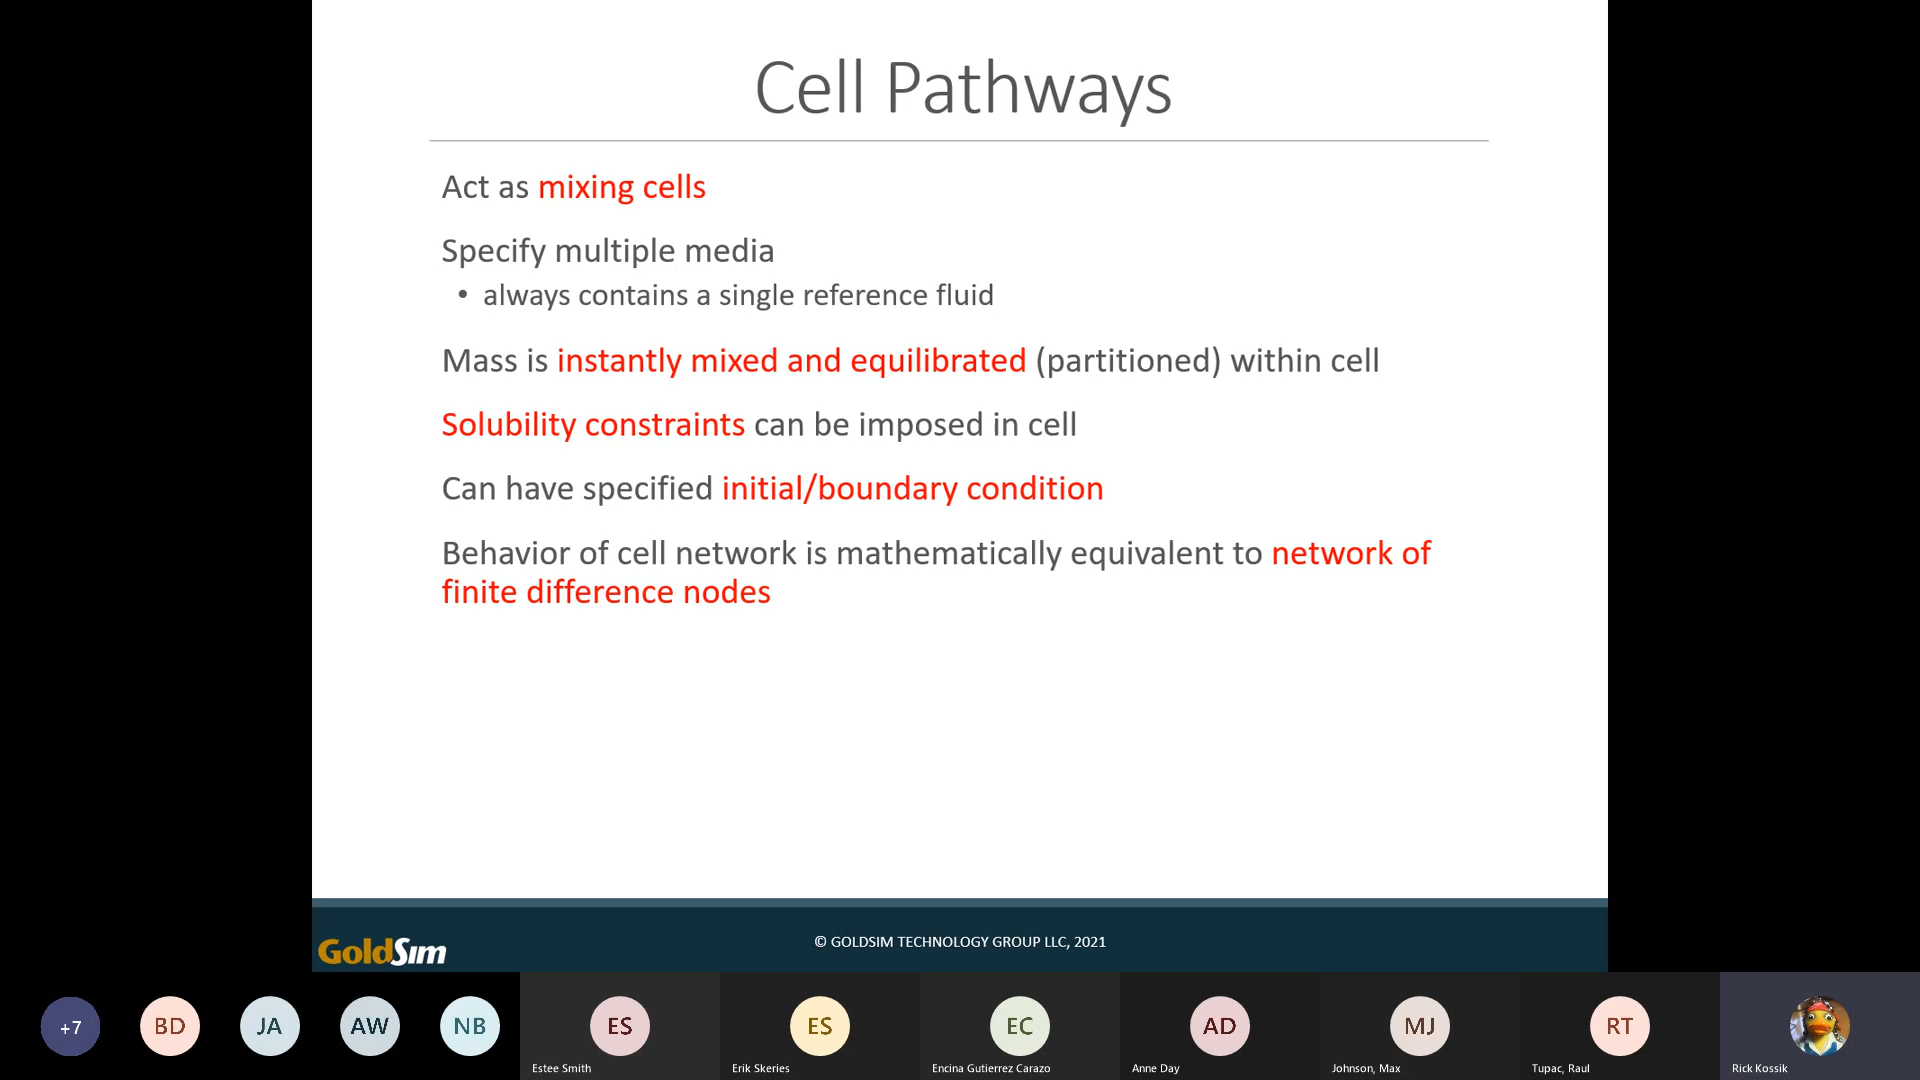 Cell Pathways
Act as mixing cells
Specify multiple media
• always contains a single reference fluid
Mass is instantly mixed and equilibrated (partitioned) within cell
Solubility constraints can be imposed in cell
Can have specified initial/boundary condition
Behavior of cell network is mathematically equivalent to network of
finite difference nodes
GoldSim
© GOLDSIM TECHNOLOGY GROUP LLC, 2021
+7
BD
JA
AW
NB
ES
Estee Smith
ES
Erik Skeries
EC
Encina Gutierrez Carazo
AD
Anne Day
MJ
Johnson, Max
RT
Tupac, Raul
Rick Kossik